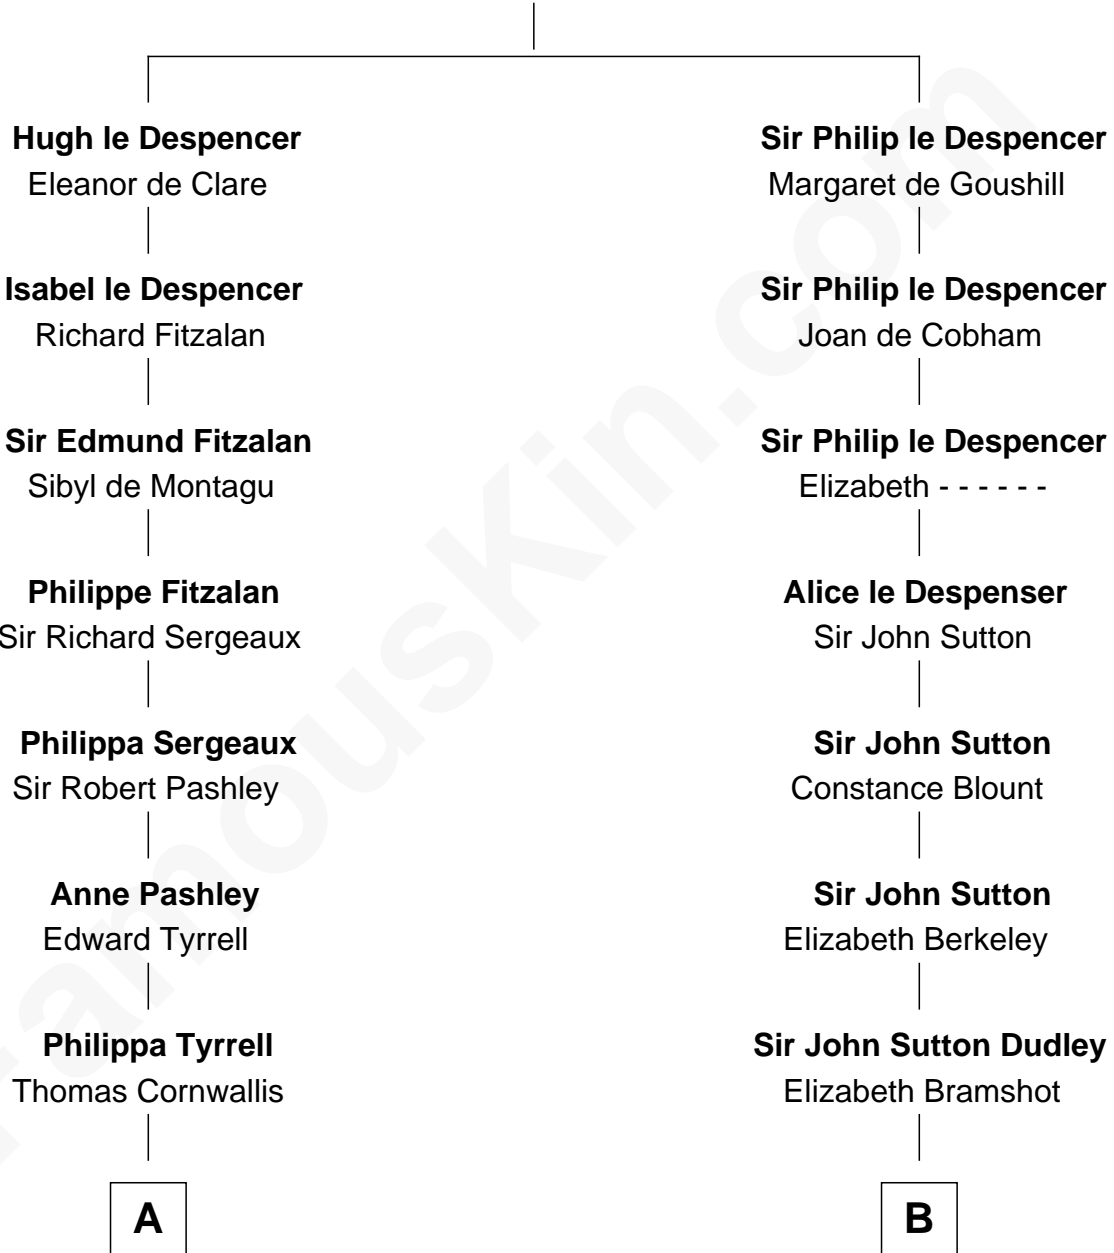 Hugh le Despencer
Eleanor de Clare
Isabel le Despencer
Richard Fitzalan
Sir Edmund Fitzalan
Sibyl de Montagu
Philippe Fitzalan
Sir Richard Sergeaux
Philippa Sergeaux
Sir Robert Pashley
Anne Pashley
Edward Tyrrell
Philippa Tyrrell
Thomas Cornwallis
A
Sir Philip le Despencer
Margaret de Goushill
Sir Philip le Despencer
Joan de Cobham
Sir Philip le Despencer
Elizabeth - - - - - -
Alice le Despenser
Sir John Sutton
Sir John Sutton
Constance Blount
Sir John Sutton
Elizabeth Berkeley
Sir John Sutton Dudley
Elizabeth Bramshot
B
FamousKin.com